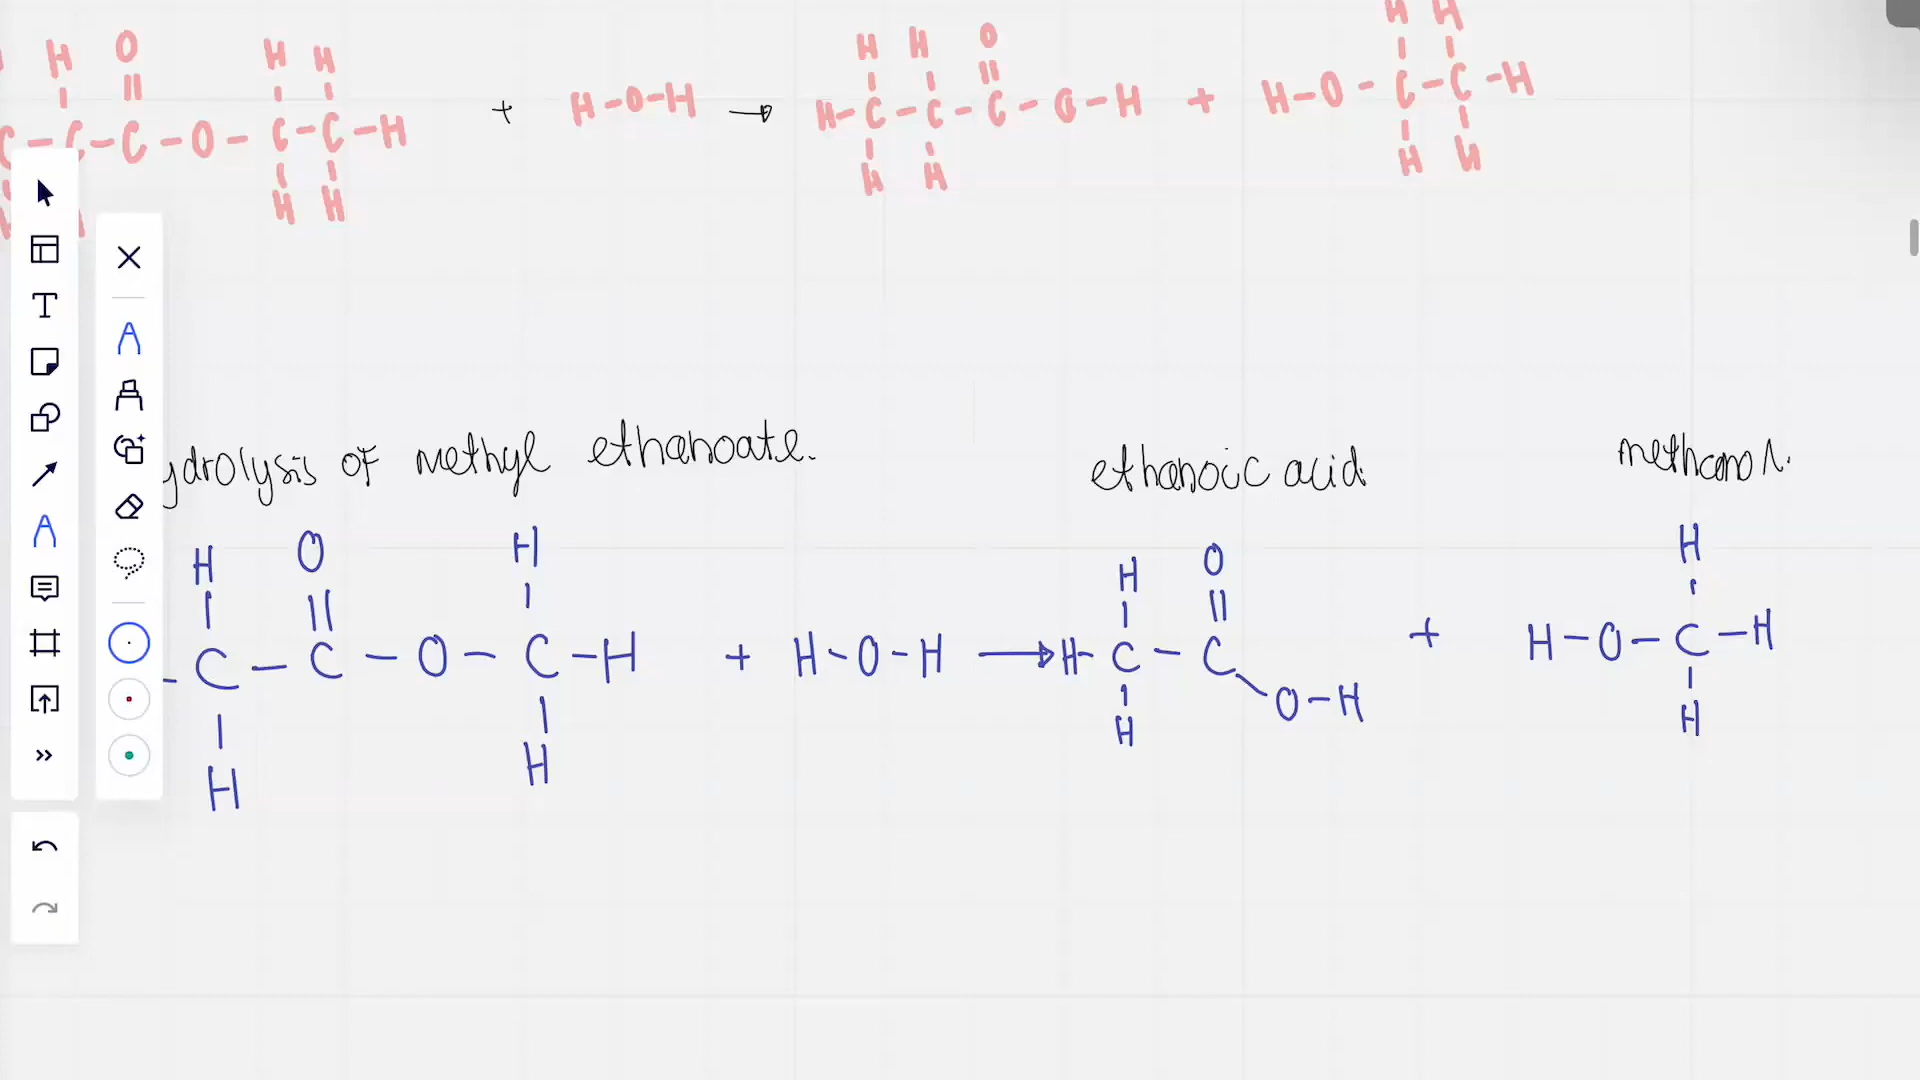 H O H H H H O H H
C - C - C - O - C - C - H + H - O - H → H - C - C - C - O - H + H - O - C - C - H
H H H H H H
ydrolysis of methyl ethanoate. ethanoic acid. methanol.
H O H H O H
- C - C - O - C - H + H - O - H → H - C - C + H - O - C - H
O - H
H H H H